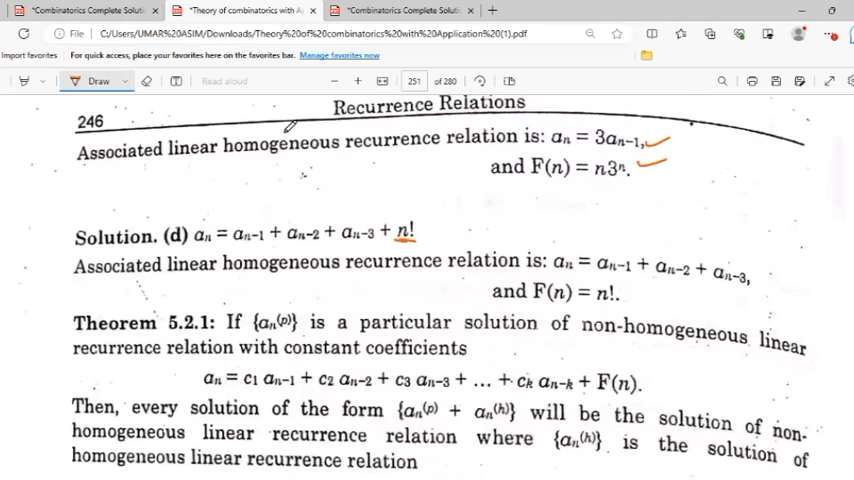 *Combinatorics Complete Solutio
*Theory of combinatorics with A
*Combinatorics Complete Solutio
File
C:/Users/UMAR%20ASIM/Downloads/Theory%20of%20combinatorics%20with%20Application%20(1).pdf
Import favorites
For quick access, place your favorites here on the favorites bar. Manage favorites now
Draw
Read aloud
251 of 280
246
Recurrence Relations
Associated linear homogeneous recurrence relation is: aₙ = 3aₙ₋₁,
and F(n) = n3ⁿ.
Solution. (d) aₙ = aₙ₋₁ + aₙ₋₂ + aₙ₋₃ + n!
Associated linear homogeneous recurrence relation is: aₙ = aₙ₋₁ + aₙ₋₂ + aₙ₋₃,
and F(n) = n!.
Theorem 5.2.1: If {aₙ⁽ᵖ⁾} is a particular solution of non-homogeneous linear
recurrence relation with constant coefficients
aₙ = c₁ aₙ₋₁ + c₂ aₙ₋₂ + c₃ aₙ₋₃ + ... + cₖ aₙ₋ₖ + F(n).
Then, every solution of the form {aₙ⁽ᵖ⁾ + aₙ⁽ʰ⁾} will be the solution of non-
homogeneous linear recurrence relation where {aₙ⁽ʰ⁾} is the solution of
homogeneous linear recurrence relation